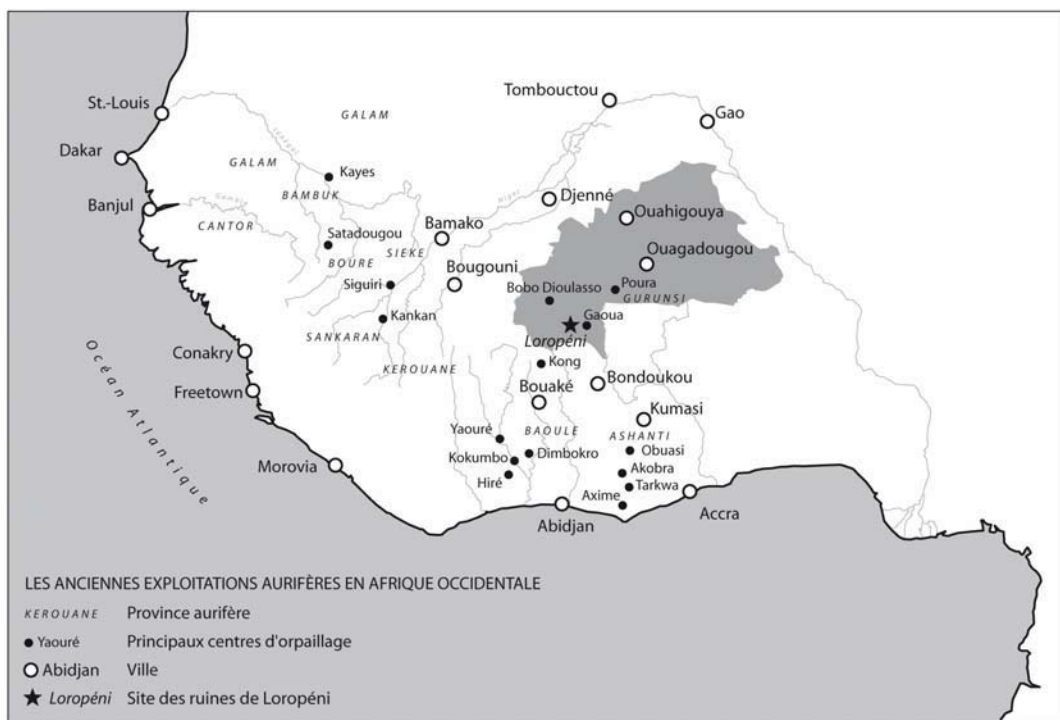 Tombouctou
St.-Louis
GALAM
Gao
Dakar
Sénégal
GALAM
Kayes
BAMBUK
Niger
Djenné
Banjul
Gambie
CANTOR
Ouahigouya
Bamako
Satadougou
SIEKE
BOURE
Ouagadougou
Bougouni
Siguiri
Bobo Dioulasso
Poura
GURUNSI
Kankan
SANKARAN
Gaoua
Loropéni
Océan Atlantique
Conakry
KEROUANE
Kong
Freetown
Bouaké
Bondoukou
Kumasi
Yaouré
BAOULE
ASHANTI
Kokumbo
Dimbokro
Obuasi
Morovia
Hiré
Akobra
Tarkwa
Axime
Abidjan
Accra
LES ANCIENNES EXPLOITATIONS AURIFÈRES EN AFRIQUE OCCIDENTALE
KEROUANE Province aurifère
Yaouré Principaux centres d'orpaillage
Abidjan Ville
Loropéni Site des ruines de Loropéni